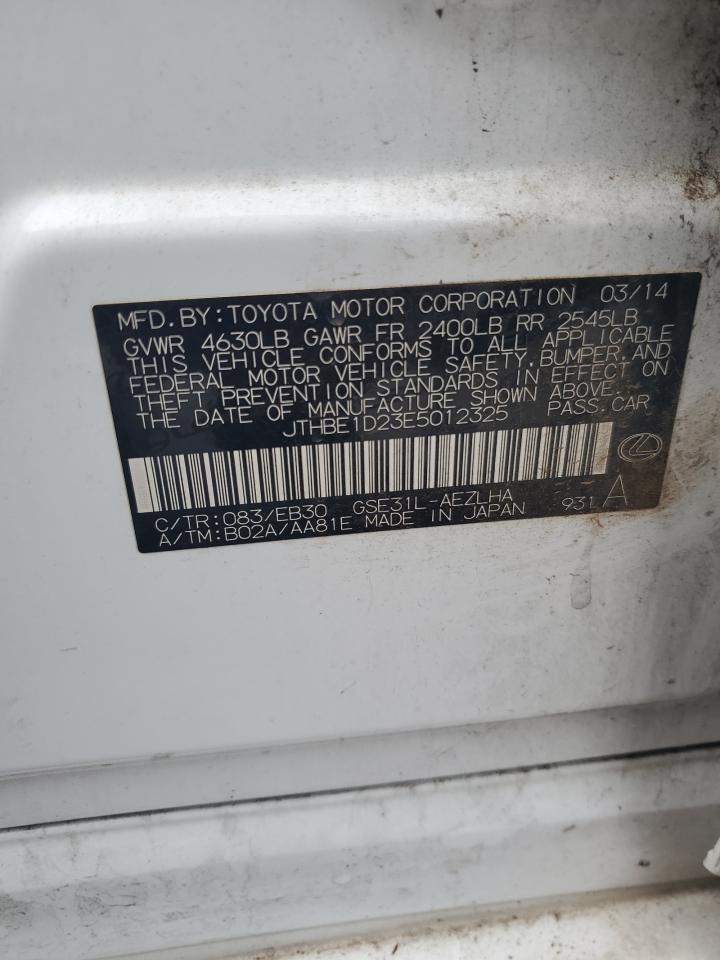 MFD. BY: TOYOTA MOTOR CORPORATION 03/14
GVWR 4630LB GAWR FR 2400LB RR 2545LB
THIS VEHICLE CONFORMS TO ALL APPLICABLE
FEDERAL MOTOR VEHICLE SAFETY, BUMPER, AND
THEFT PREVENTION STANDARDS IN EFFECT ON
THE DATE OF MANUFACTURE SHOWN ABOVE.
JTHBE1D23E5012325 PASS. CAR
C/TR: 083/EB30 GSE31L-AEZLHA
A/TM: B02A/AA81E MADE IN JAPAN 931 A